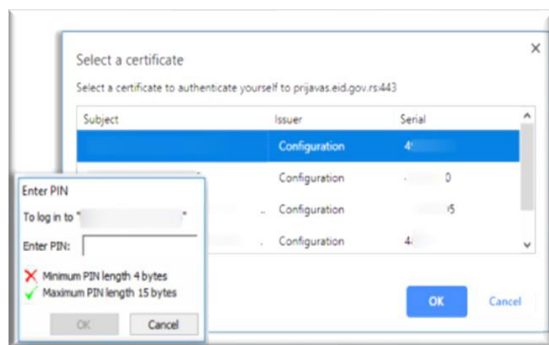 Select a certificate
Select a certificate to authenticate yourself to prijavas.eid.gov.rs:443
Subject Issuer Serial
Configuration
Configuration
Configuration
Configuration
OK Cancel
Enter PIN
To log in to " "
Enter PIN:
Minimum PIN length 4 bytes
Maximum PIN length 15 bytes
OK Cancel